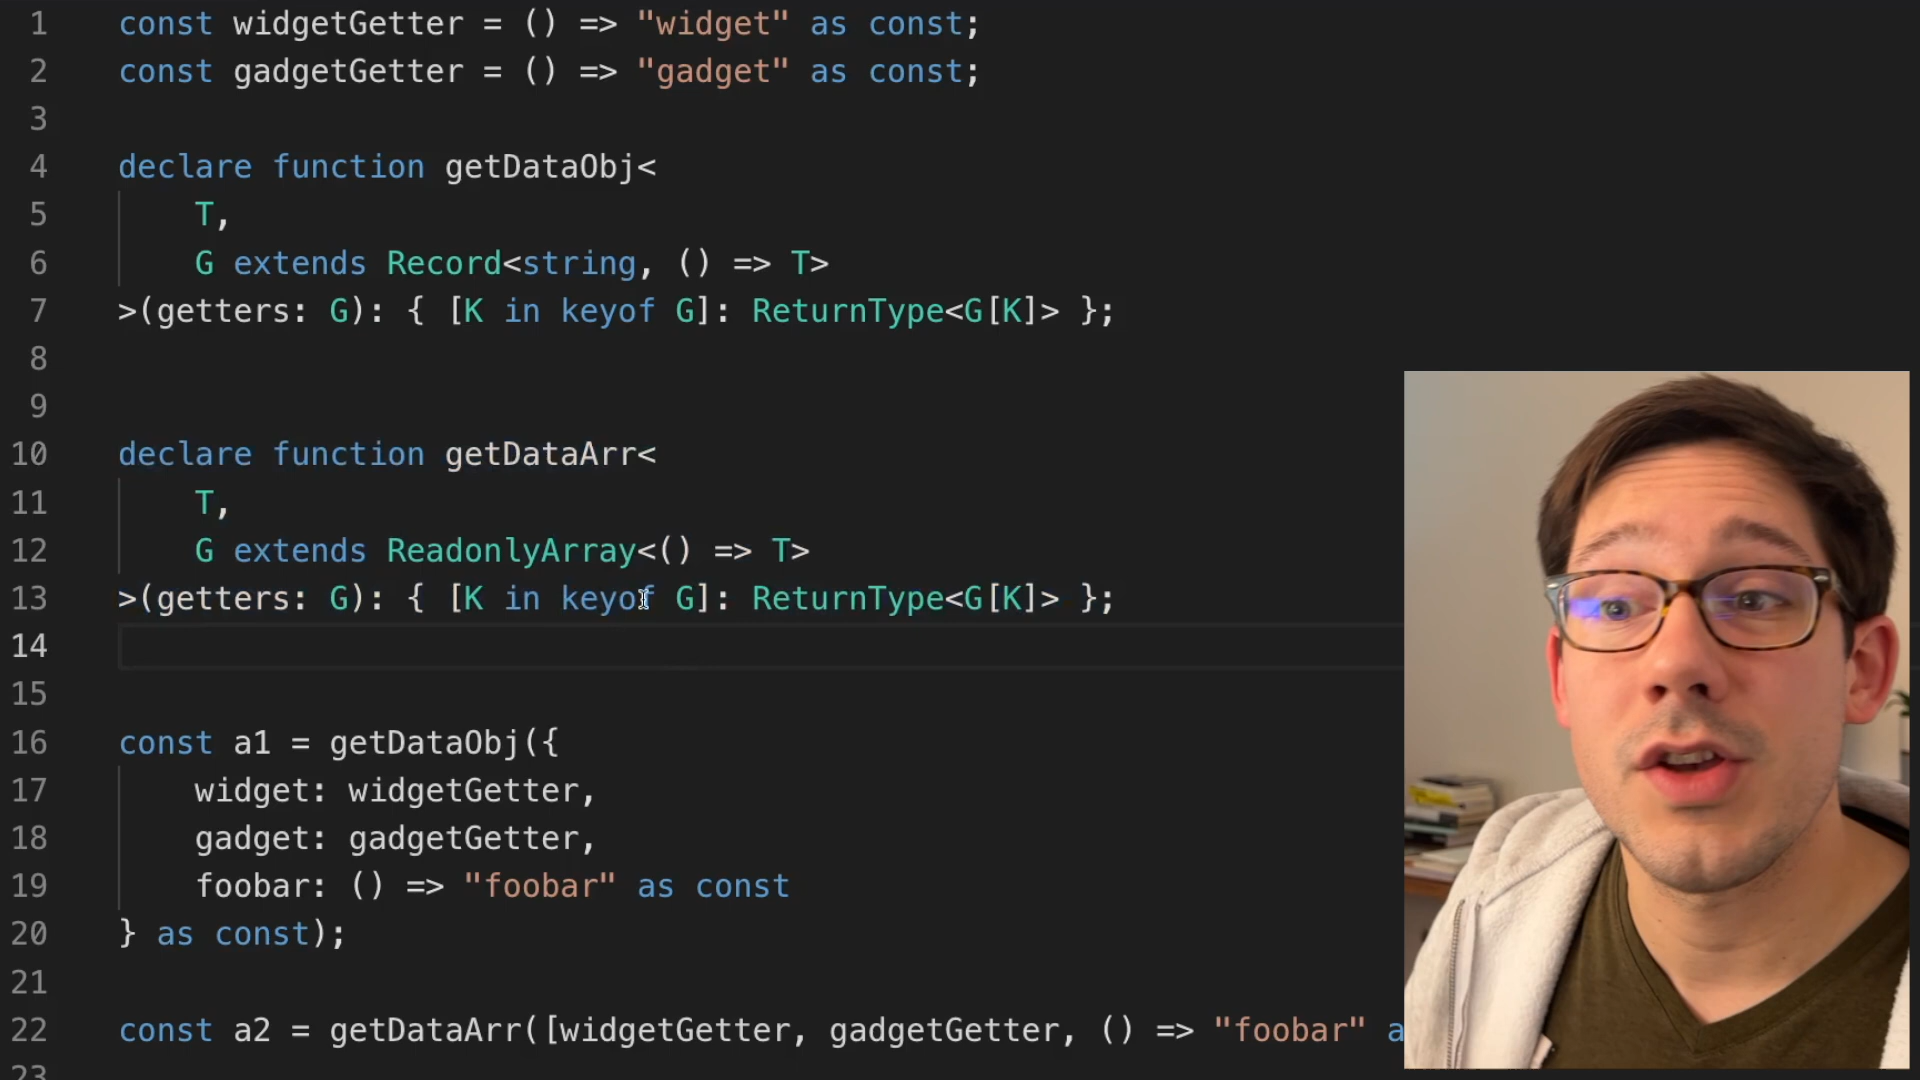 1 const widgetGetter = () => "widget" as const;
2 const gadgetGetter = () => "gadget" as const;
3
4 declare function getDataObj<
5 T,
6 G extends Record<string, () => T>
7 >(getters: G): { [K in keyof G]: ReturnType<G[K]> };
8
9
10 declare function getDataArr<
11 T,
12 G extends ReadonlyArray<() => T>
13 >(getters: G): { [K in keyof G]: ReturnType<G[K]> };
14
15
16 const a1 = getDataObj({
17 widget: widgetGetter,
18 gadget: gadgetGetter,
19 foobar: () => "foobar" as const
20 } as const);
21
22 const a2 = getDataArr([widgetGetter, gadgetGetter, () => "foobar" a
23